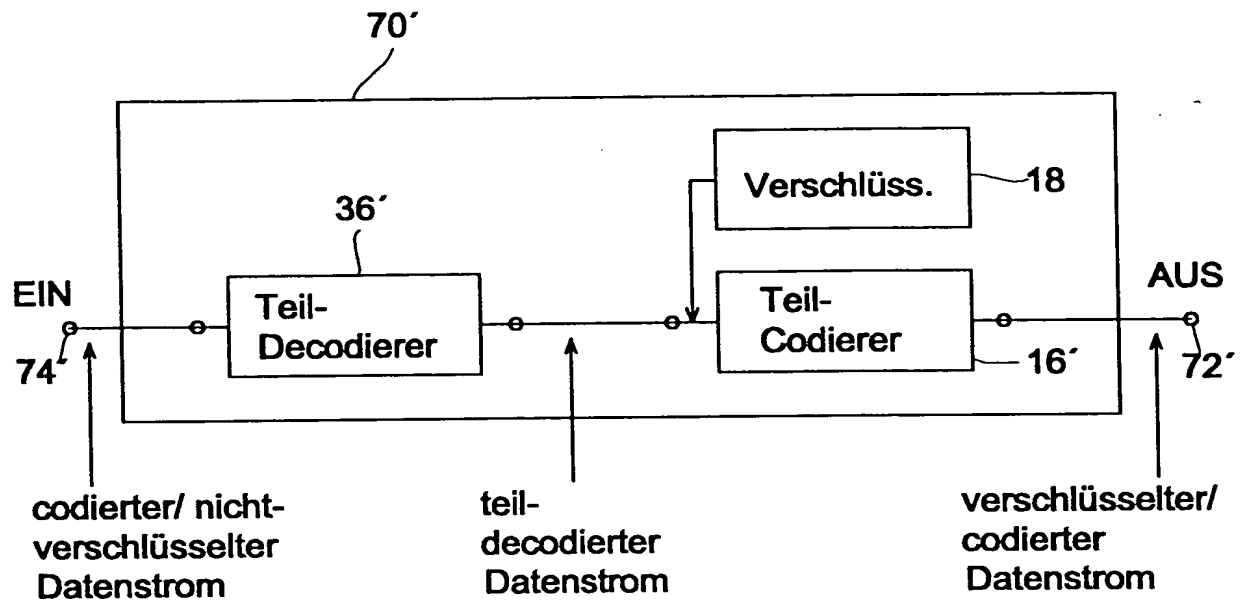 70´
Verschlüss.
18
36´
EIN
Teil-
Decodierer
Teil-
Codierer
AUS
74´
16´
72´
codierter/ nicht-
verschlüsselter
Datenstrom
teil-
decodierter
Datenstrom
verschlüsselter/
codierter
Datenstrom